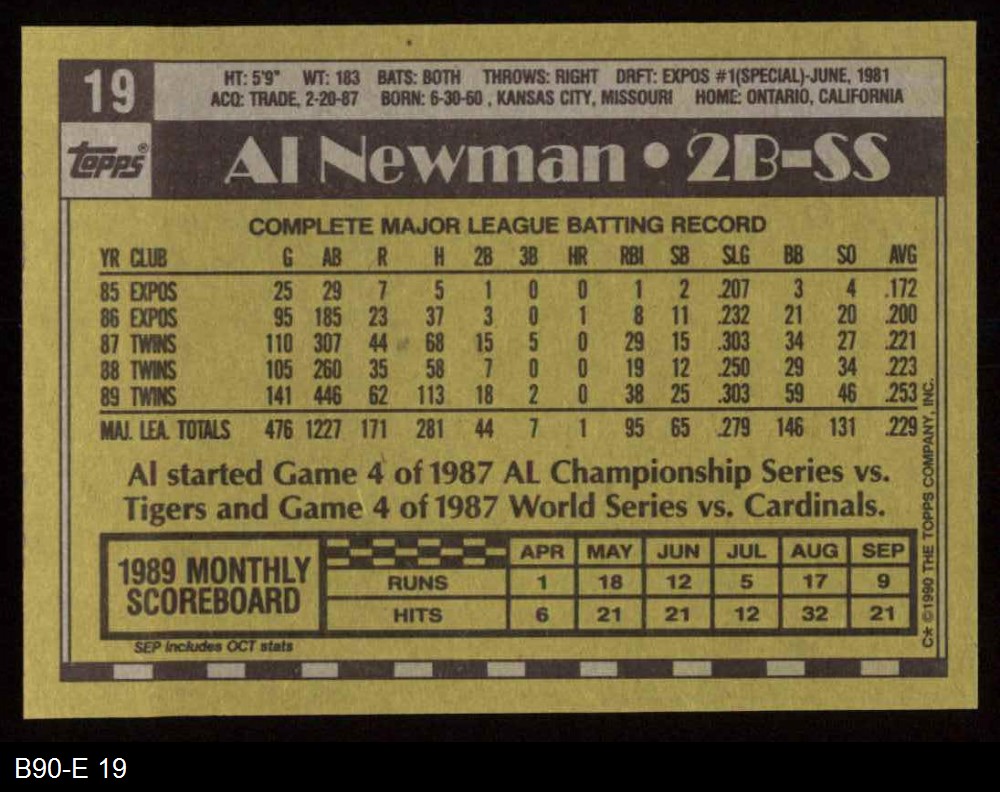 19
HT: 5'9" WT: 183 BATS: BOTH THROWS: RIGHT DRFT: EXPOS #1(SPECIAL)-JUNE, 1981
ACQ: TRADE, 2-20-87 BORN: 6-30-60 , KANSAS CITY, MISSOURI HOME: ONTARIO, CALIFORNIA
topps®
Al Newman • 2B-SS
COMPLETE MAJOR LEAGUE BATTING RECORD
YR CLUB G AB R H 2B 3B HR RBI SB SLG BB SO AVG
85 EXPOS 25 29 7 5 1 0 0 1 2 .207 3 4 .172
86 EXPOS 95 185 23 37 3 0 1 8 11 .232 21 20 .200
87 TWINS 110 307 44 68 15 5 0 29 15 .303 34 27 .221
88 TWINS 105 260 35 58 7 0 0 19 12 .250 29 34 .223
89 TWINS 141 446 62 113 18 2 0 38 25 .303 59 46 .253
MAJ. LEA. TOTALS 476 1227 171 281 44 7 1 95 65 .279 146 131 .229
Al started Game 4 of 1987 AL Championship Series vs.
Tigers and Game 4 of 1987 World Series vs. Cardinals.
1989 MONTHLY
SCOREBOARD
APR MAY JUN JUL AUG SEP
RUNS 1 18 12 5 17 9
HITS 6 21 21 12 32 21
SEP includes OCT stats
C* ©1990 THE TOPPS COMPANY, INC.
B90-E 19